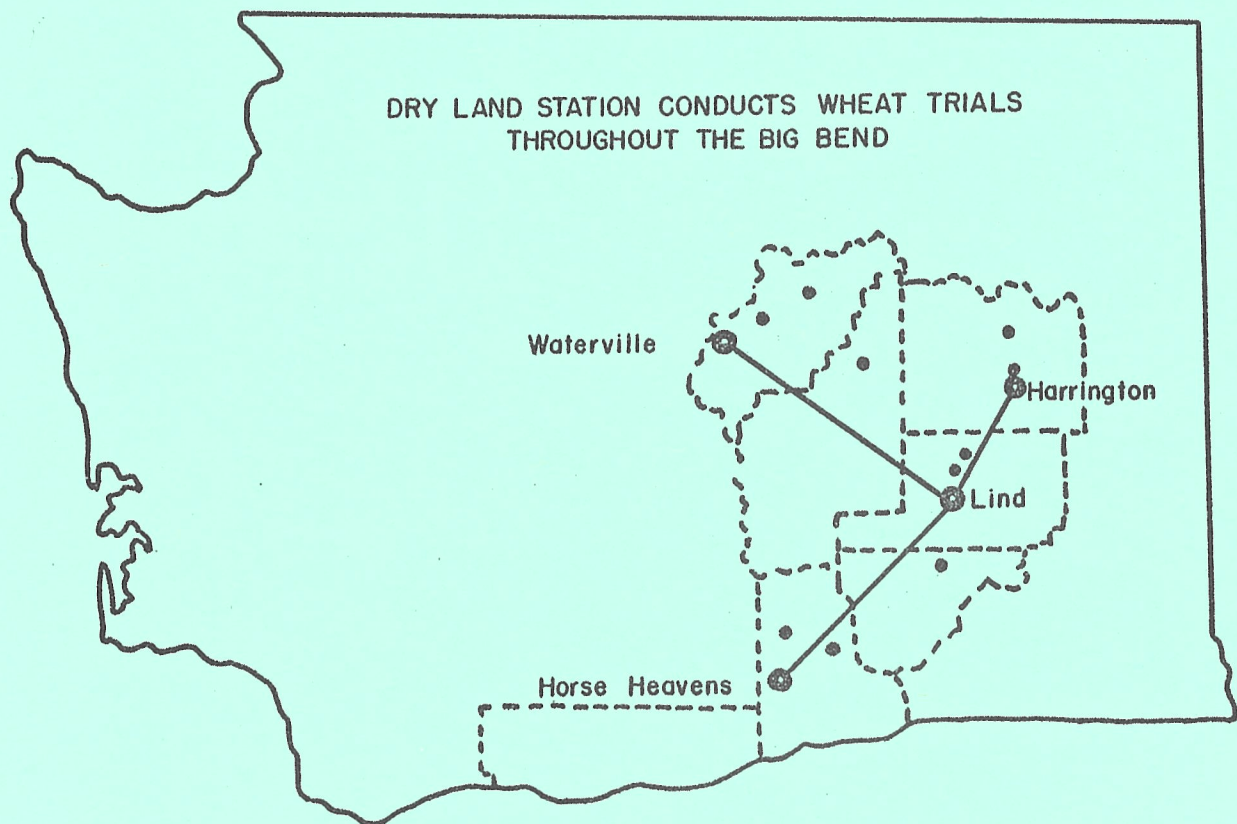 DRY LAND STATION CONDUCTS WHEAT TRIALS
THROUGHOUT THE BIG BEND
Waterville
Harrington
Lind
Horse Heavens